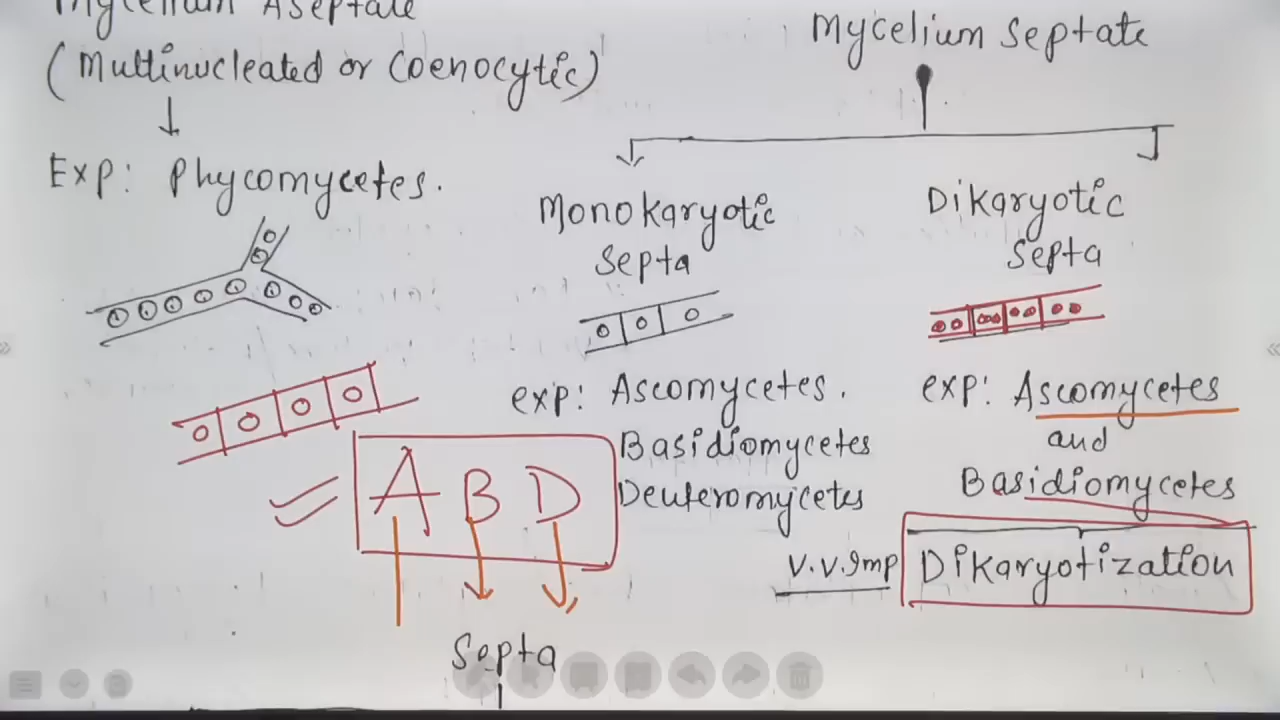 Mycelium Aseptate
(Multinucleated or Coenocytic)
Exp: Phycomycetes.
Mycelium Septate
Monokaryotic
Septa
exp: Ascomycetes.
Basidiomycetes
Deuteromycetes
Dikaryotic
Septa
exp: Ascomycetes
and
Basidiomycetes
V.V.Imp Dikaryotization
A B D
Septa